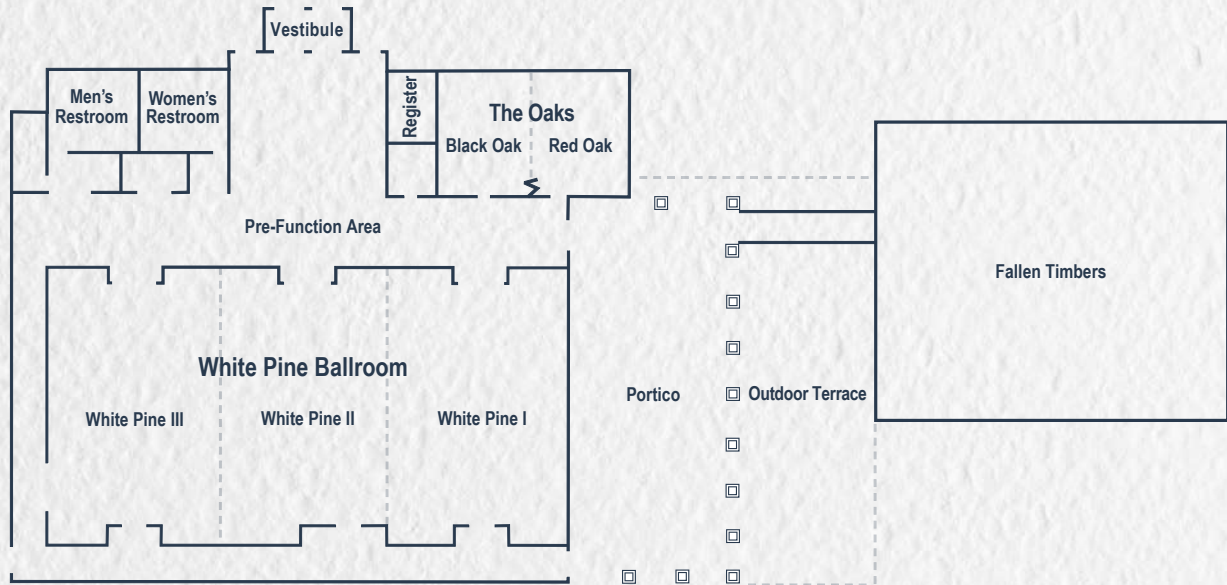 Vestibule
Men's
Restroom
Women's
Restroom
Register
The Oaks
Black Oak
Red Oak
Pre-Function Area
Fallen Timbers
White Pine Ballroom
White Pine III
White Pine II
White Pine I
Portico
Outdoor Terrace